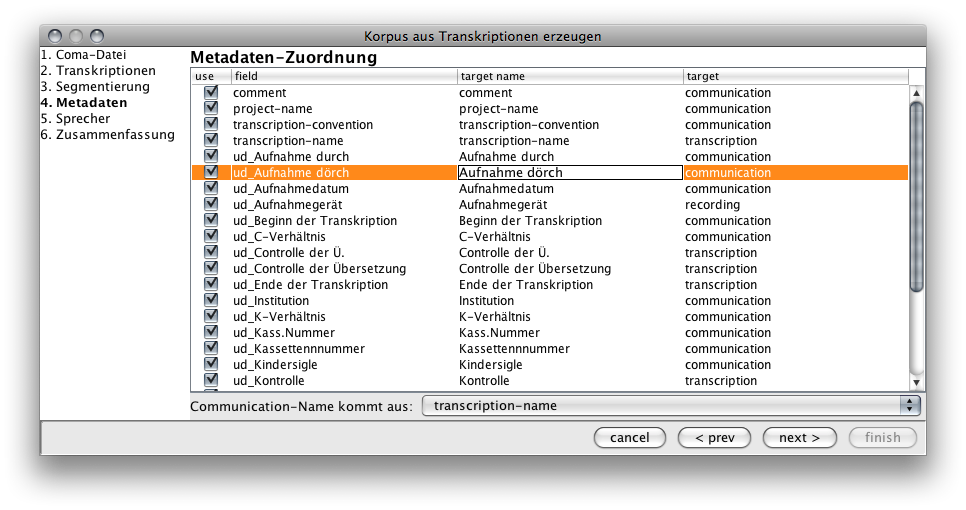 Korpus aus Transkriptionen erzeugen
1. Coma-Datei
2. Transkriptionen
3. Segmentierung
4. Metadaten
5. Sprecher
6. Zusammenfassung
Metadaten-Zuordnung
use field target name target
comment comment communication
project-name project-name communication
transcription-convention transcription-convention communication
transcription-name transcription-name transcription
ud_Aufnahme durch Aufnahme durch communication
ud_Aufnahme dörch Aufnahme dörch communication
ud_Aufnahmedatum Aufnahmedatum communication
ud_Aufnahmegerät Aufnahmegerät recording
ud_Beginn der Transkription Beginn der Transkription communication
ud_C-Verhältnis C-Verhältnis communication
ud_Controlle der Ü. Controlle der Ü. transcription
ud_Controlle der Übersetzung Controlle der Übersetzung transcription
ud_Ende der Transkription Ende der Transkription transcription
ud_Institution Institution communication
ud_K-Verhältnis K-Verhältnis communication
ud_Kass.Nummer Kass.Nummer communication
ud_Kassettennnummer Kassettennnummer communication
ud_Kindersigle Kindersigle communication
ud_Kontrolle Kontrolle transcription
Communication-Name kommt aus: transcription-name
cancel < prev next > finish